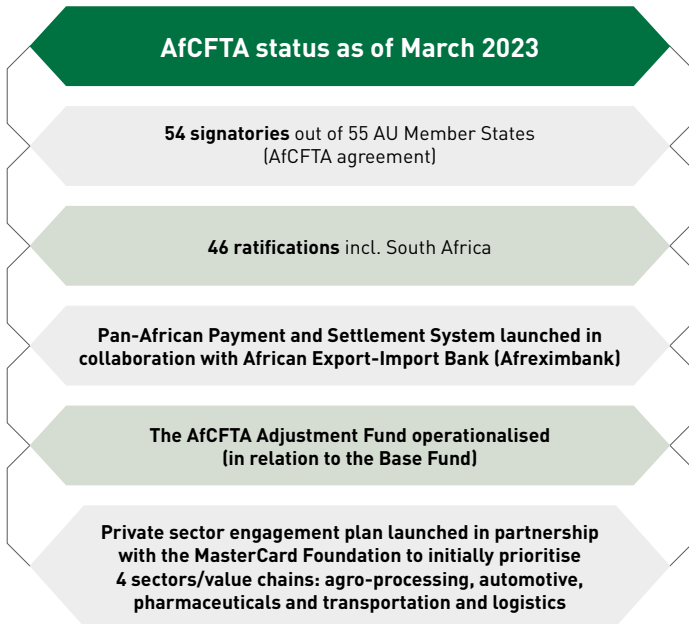 AfCFTA status as of March 2023
54 signatories out of 55 AU Member States
(AfCFTA agreement)
46 ratifications incl. South Africa
Pan-African Payment and Settlement System launched in
collaboration with African Export-Import Bank (Afreximbank)
The AfCFTA Adjustment Fund operationalised
(in relation to the Base Fund)
Private sector engagement plan launched in partnership
with the MasterCard Foundation to initially prioritise
4 sectors/value chains: agro-processing, automotive,
pharmaceuticals and transportation and logistics